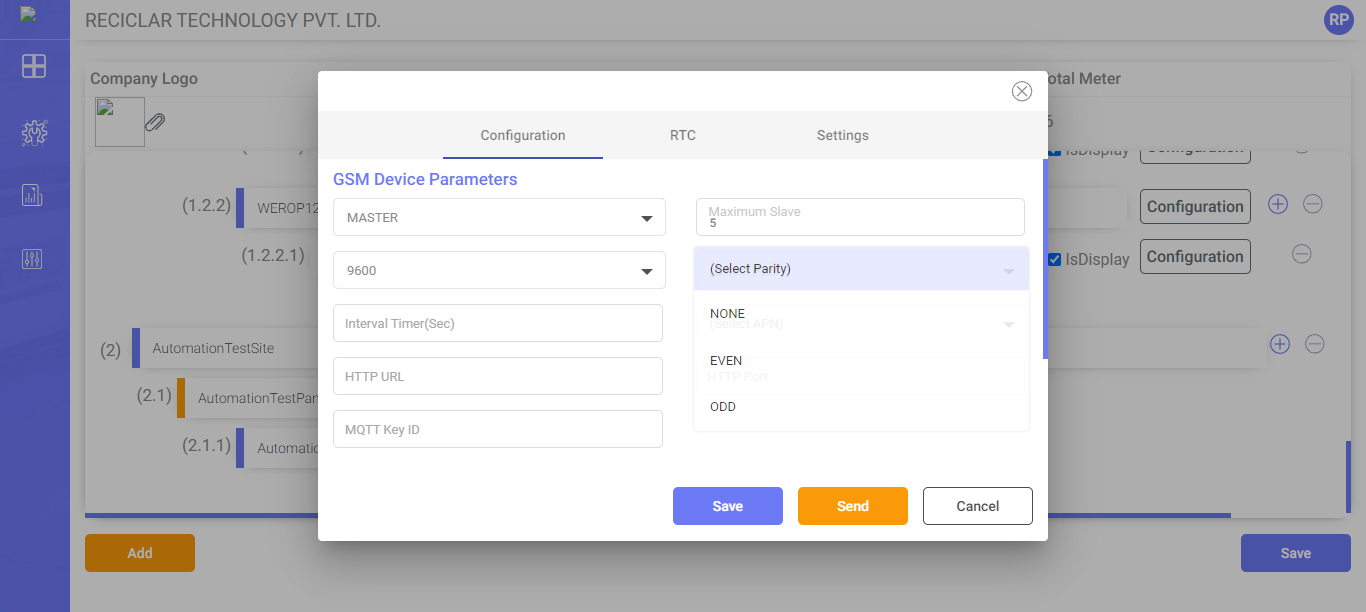 RECICLAR TECHNOLOGY PVT. LTD.
RP
Company Logo
otal Meter
6
IsDisplay
Configuration
(1.2.2)
WEROP12
Configuration
(1.2.2.1)
IsDisplay
Configuration
(2)
AutomationTestSite
(2.1)
AutomationTestPan
(2.1.1)
Automatio
Add
Save
Configuration
RTC
Settings
GSM Device Parameters
MASTER
Maximum Slave
5
9600
(Select Parity)
Interval Timer(Sec)
NONE
(Select APN)
HTTP URL
EVEN
HTTP Port
MQTT Key ID
ODD
Save
Send
Cancel